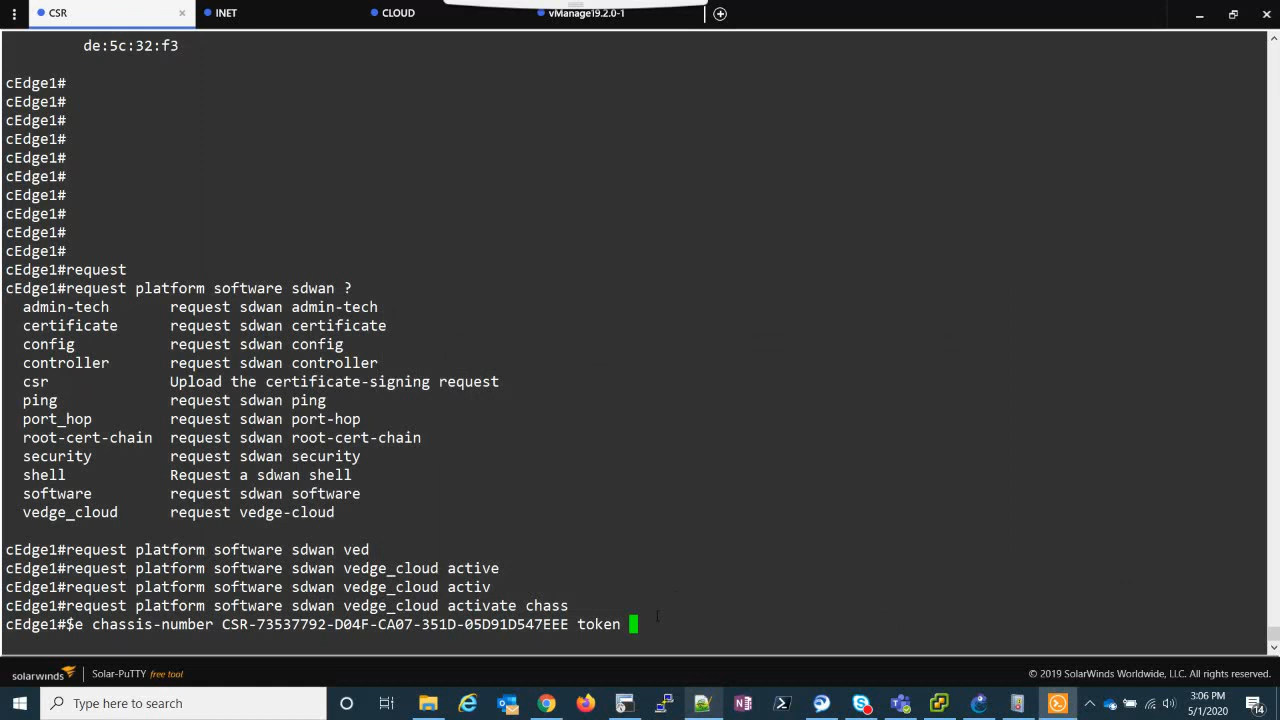 CSR
INET
CLOUD
vManage19.2.0-1
de:5c:32:f3
cEdge1#
cEdge1#
cEdge1#
cEdge1#
cEdge1#
cEdge1#
cEdge1#
cEdge1#
cEdge1#
cEdge1#
cEdge1#request
cEdge1#request platform software sdwan ?
admin-tech request sdwan admin-tech
certificate request sdwan certificate
config request sdwan config
controller request sdwan controller
csr Upload the certificate-signing request
ping request sdwan ping
port_hop request sdwan port-hop
root-cert-chain request sdwan root-cert-chain
security request sdwan security
shell Request a sdwan shell
software request sdwan software
vedge_cloud request vedge-cloud
cEdge1#request platform software sdwan ved
cEdge1#request platform software sdwan vedge_cloud active
cEdge1#request platform software sdwan vedge_cloud activ
cEdge1#request platform software sdwan vedge_cloud activate chass
cEdge1#$e chassis-number CSR-73537792-D04F-CA07-351D-05D91D547EEE token
solarwinds Solar-PuTTY free tool © 2019 SolarWinds Worldwide, LLC. All rights reserved.
Type here to search
3:06 PM
5/1/2020
14